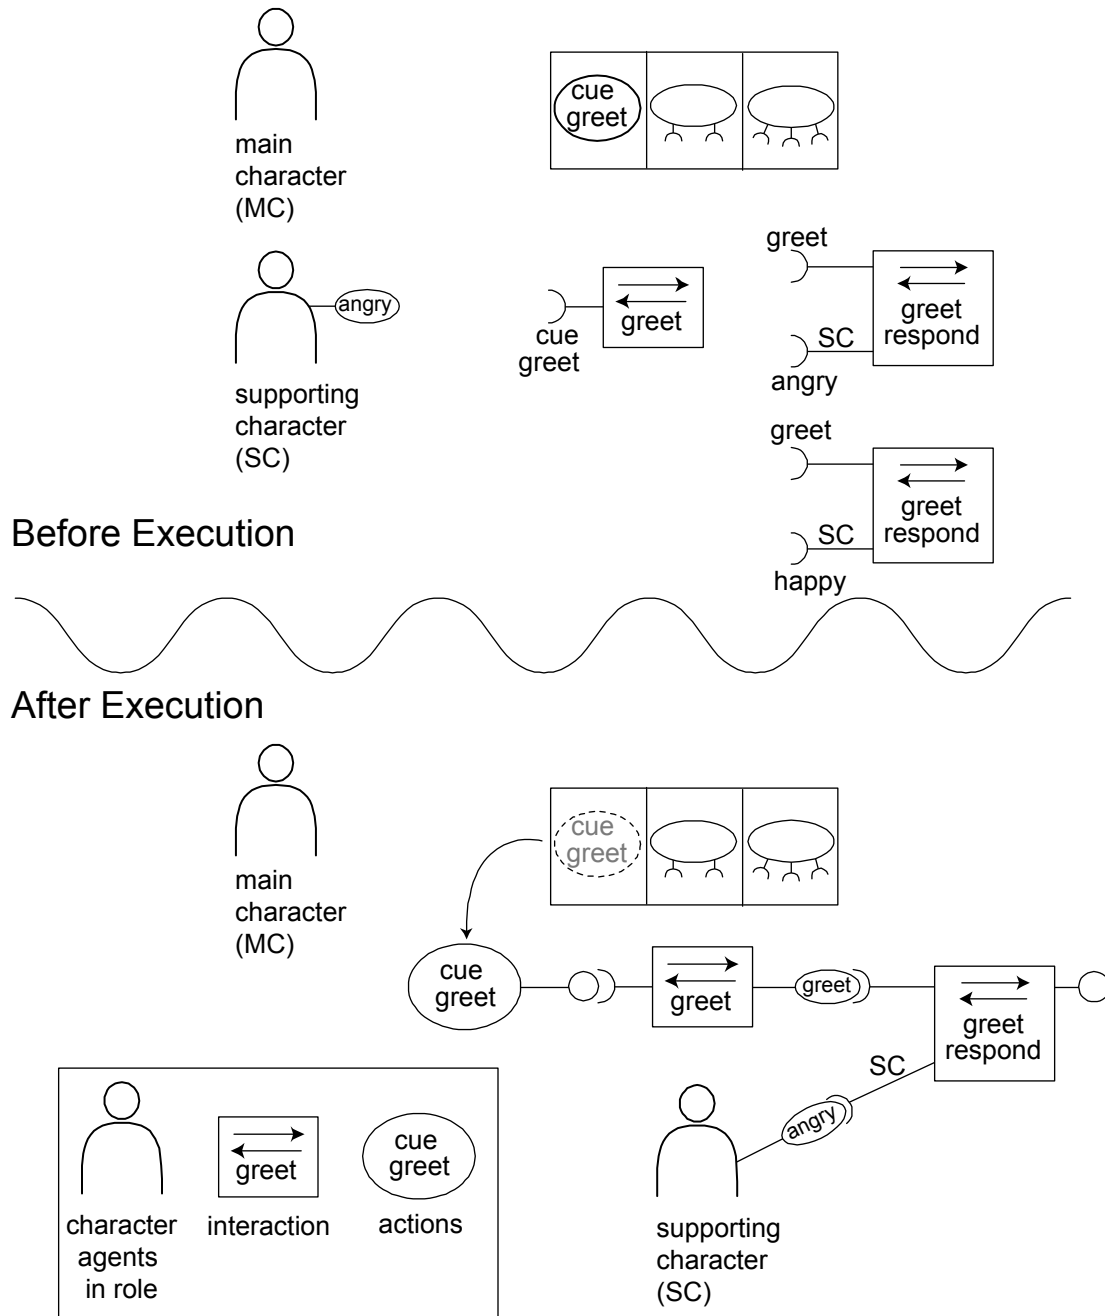 cue
greet
main
character
(MC)
angry
supporting
character
(SC)
cue
greet
greet
greet
SC
angry
greet
respond
greet
SC
happy
greet
respond
Before Execution
After Execution
main
character
(MC)
cue
greet
cue
greet
greet
greet
greet
respond
SC
angry
supporting
character
(SC)
greet
cue
greet
character
agents
in role
interaction
actions